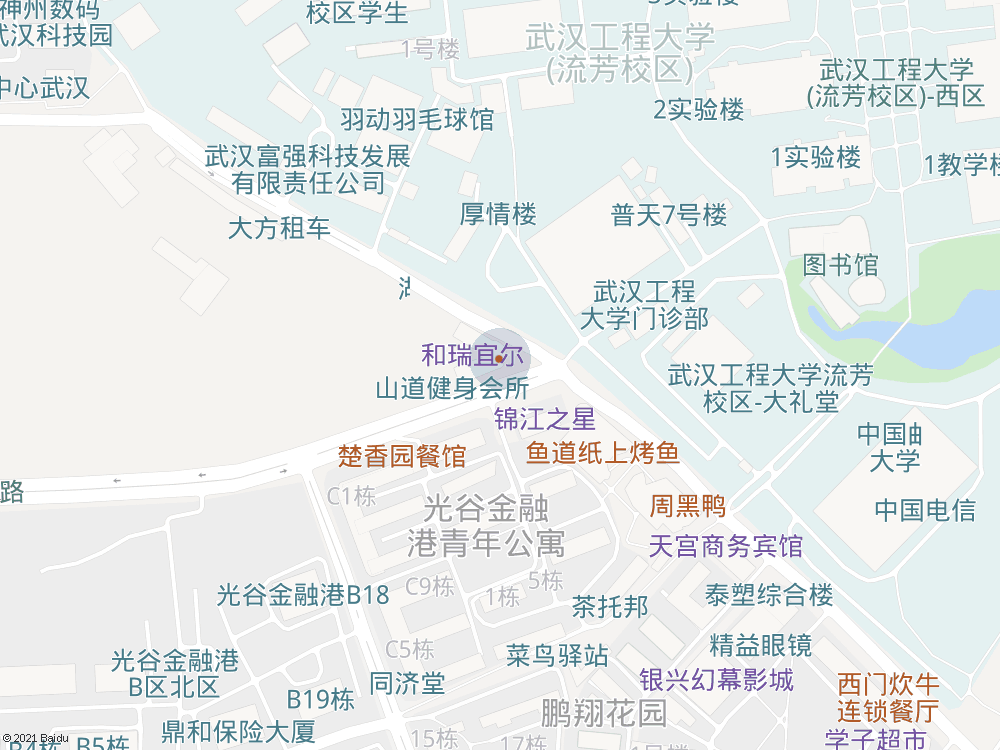 神州数码
武汉科技园
校区学生
1号楼
武汉工程大学
(流芳校区)
武汉工程大学
(流芳校区)-西区
中心武汉
羽动羽毛球馆
2实验楼
武汉富强科技发展
有限责任公司
1实验楼
1教学楼
大方租车
厚情楼
普天7号楼
图书馆
武汉工程
大学门诊部
和瑞宜尔
山道健身会所
武汉工程大学流芳
校区-大礼堂
锦江之星
楚香园餐馆
鱼道纸上烤鱼
中国
大学
路
C1栋
光谷金融
港青年公寓
周黑鸭
中国电信
天宫商务宾馆
光谷金融港B18
C9栋
5栋
1栋
茶托邦
泰塑综合楼
C5栋
菜鸟驿站
精益眼镜
光谷金融港
B区北区
B19栋
同济堂
银兴幻幕影城
西门炊牛
连锁餐厅
鹏翔花园
鼎和保险大厦
B5栋
15栋
17栋
学子超市
© 2021 Baidu